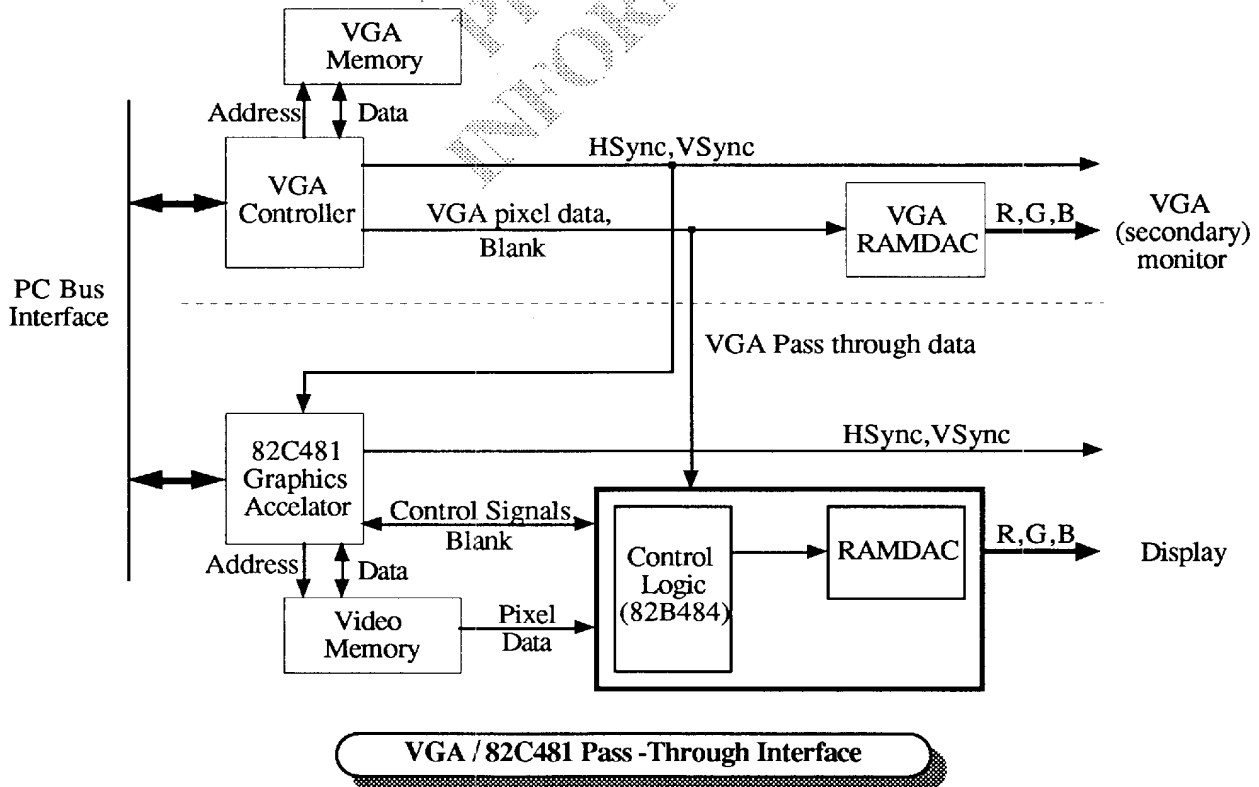 VGA
Memory
Address
Data
HSync,VSync
VGA
Controller
VGA pixel data,
Blank
VGA
RAMDAC
R,G,B
VGA
(secondary)
monitor
PC Bus
Interface
VGA Pass through data
82C481
Graphics
Accelator
HSync,VSync
Control Signals
Blank
Control
Logic
(82B484)
RAMDAC
R,G,B
Display
Address
Data
Video
Memory
Pixel
Data
VGA / 82C481 Pass -Through Interface